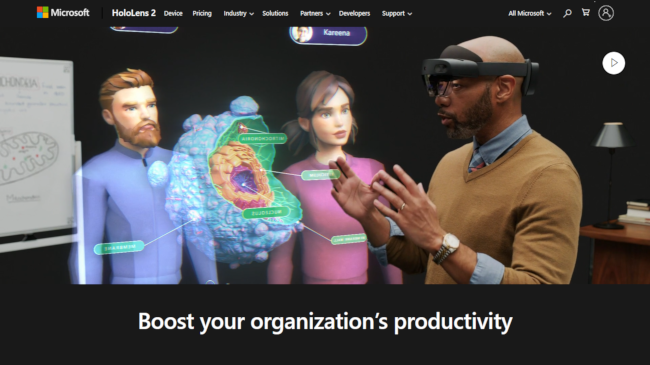 Microsoft
HoloLens 2
Device
Pricing
Industry
Solutions
Partners
Developers
Support
All Microsoft
Kareena
Boost your organization's productivity